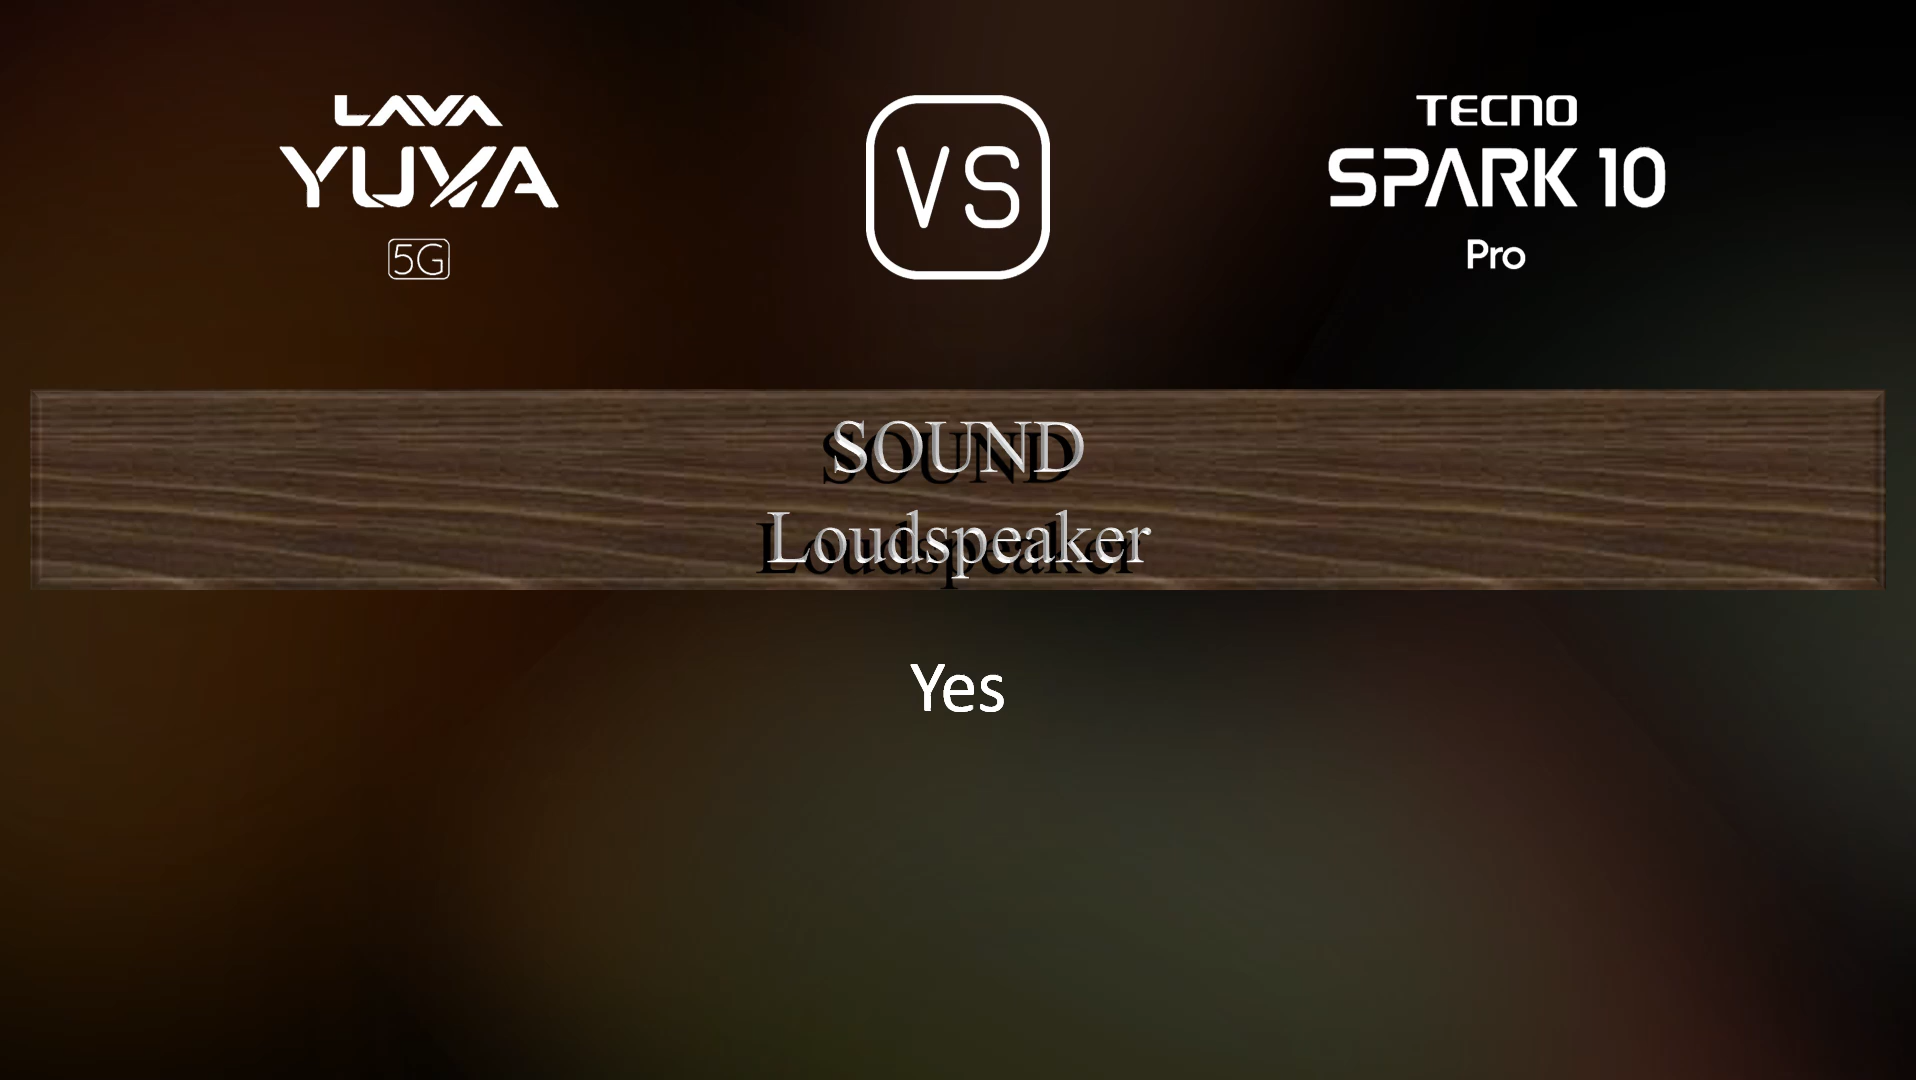 LAVA
YUVA
5G
VS
TECNO
SPARK 10
Pro
SOUND
Loudspeaker
Yes